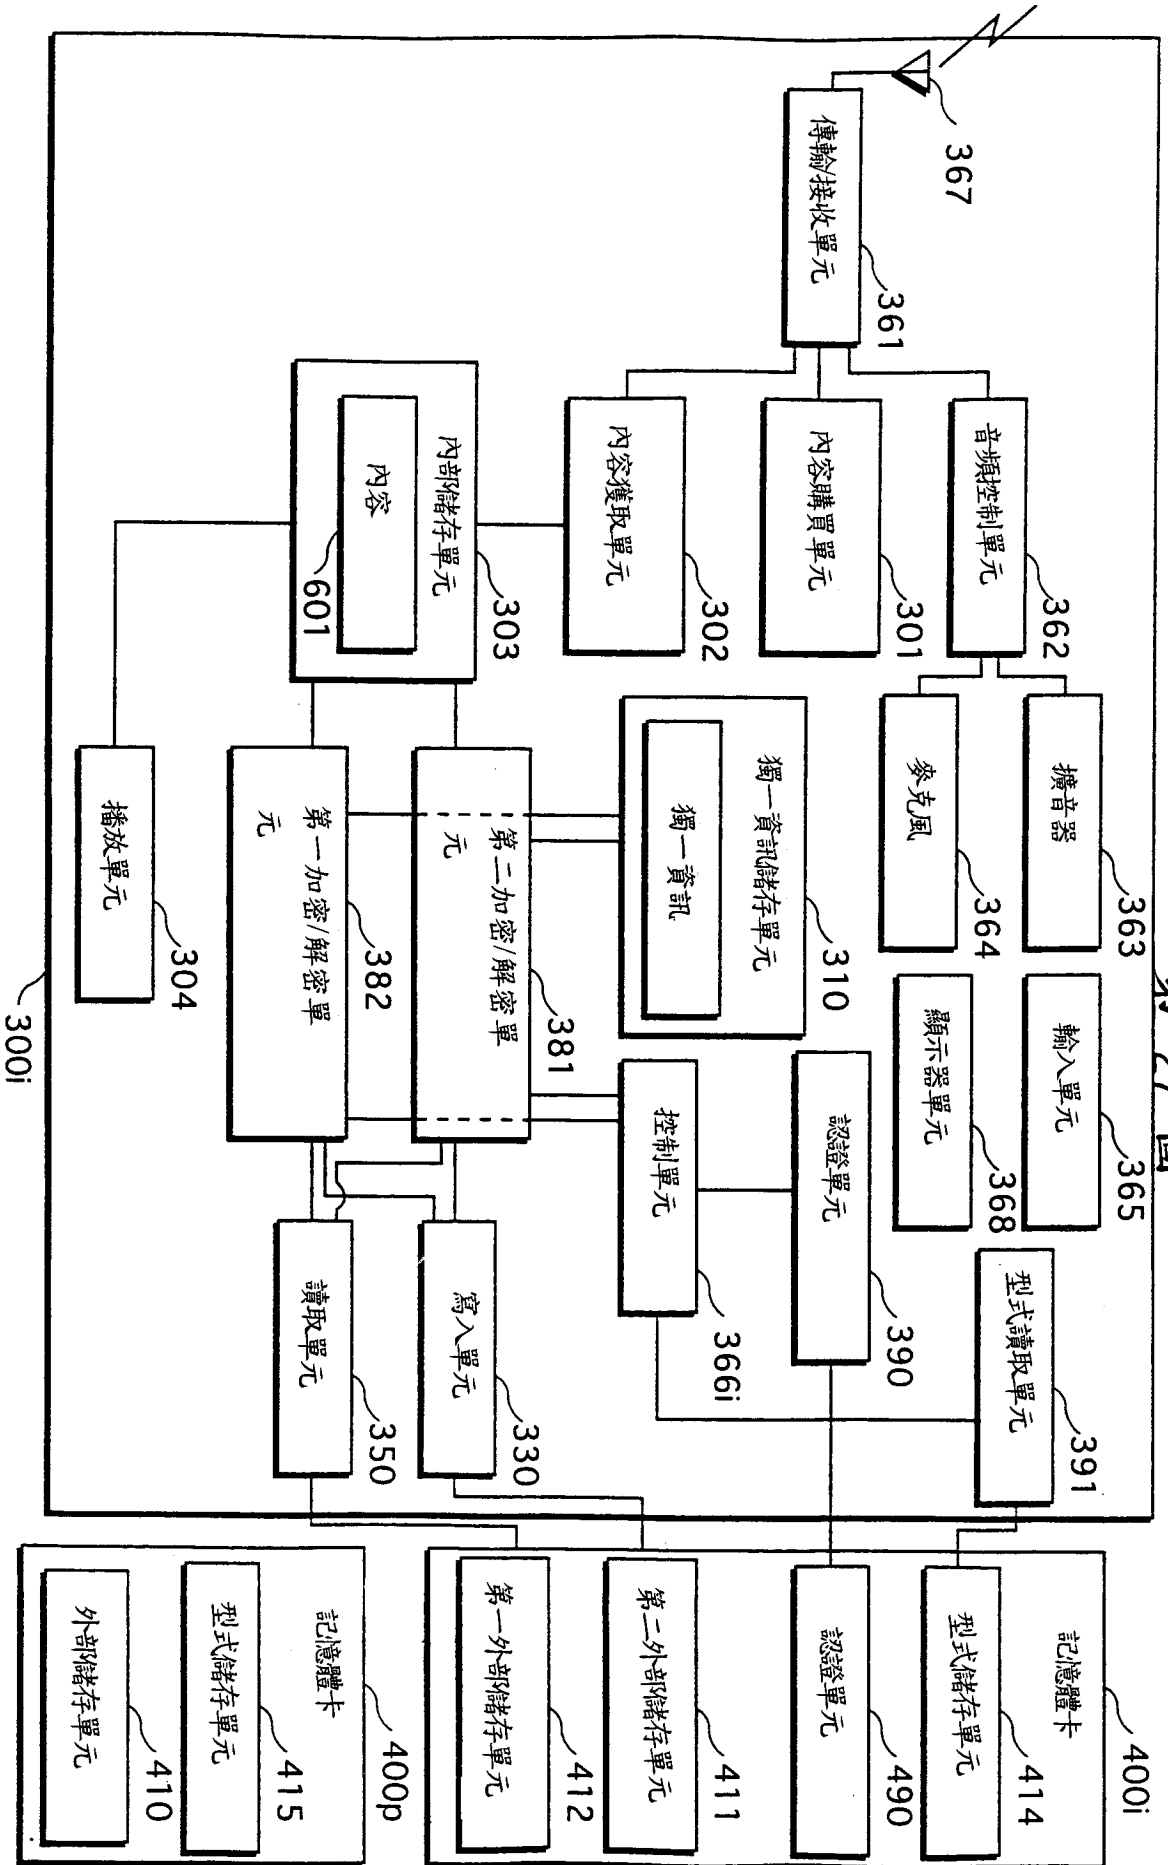 第 27 圖
367
傳輸/接收單元
361
音頻控制單元
362
擴音器
363
麥克風
364
輸入單元
365
顯示器單元
368
內容購買單元
301
內容獲取單元
302
內部儲存單元
303
內容
601
獨一資訊儲存單元
310
獨一資訊
型式讀取單元
391
認證單元
390
控制單元
366i
第二加密/解密單
元
381
第一加密/解密單
元
382
播放單元
304
寫入單元
330
讀取單元
350
300i
記憶體卡
400i
型式儲存單元
414
認證單元
490
第二外部儲存單元
411
第一外部儲存單元
412
記憶體卡
400p
型式儲存單元
415
外部儲存單元
410